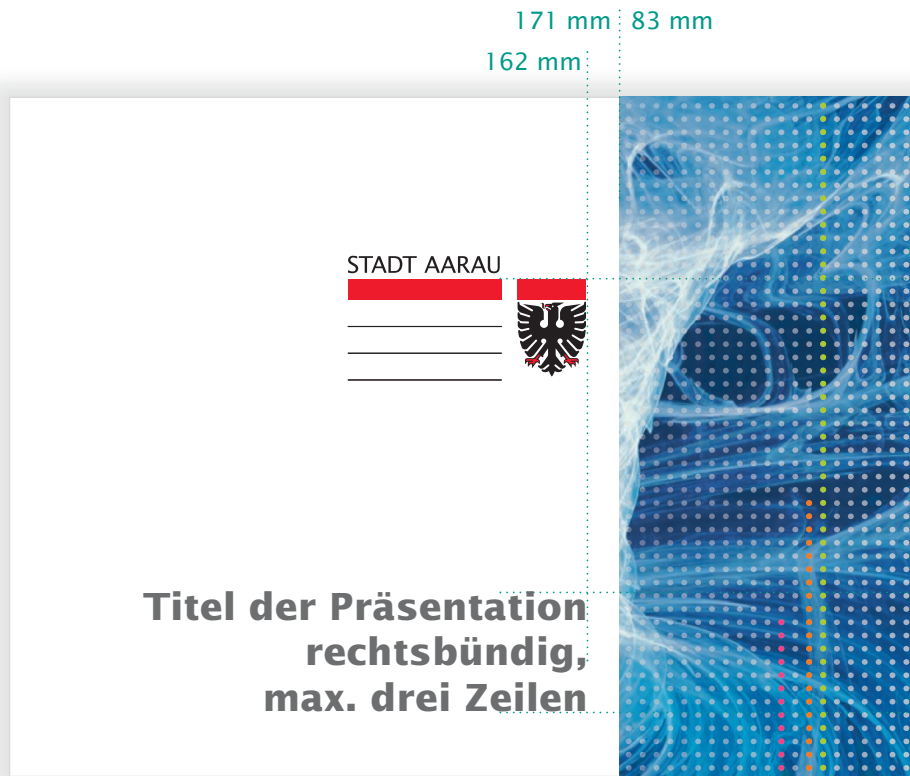 171 mm 83 mm
162 mm
STADT AARAU
Titel der Präsentation
rechtsbündig,
max. drei Zeilen